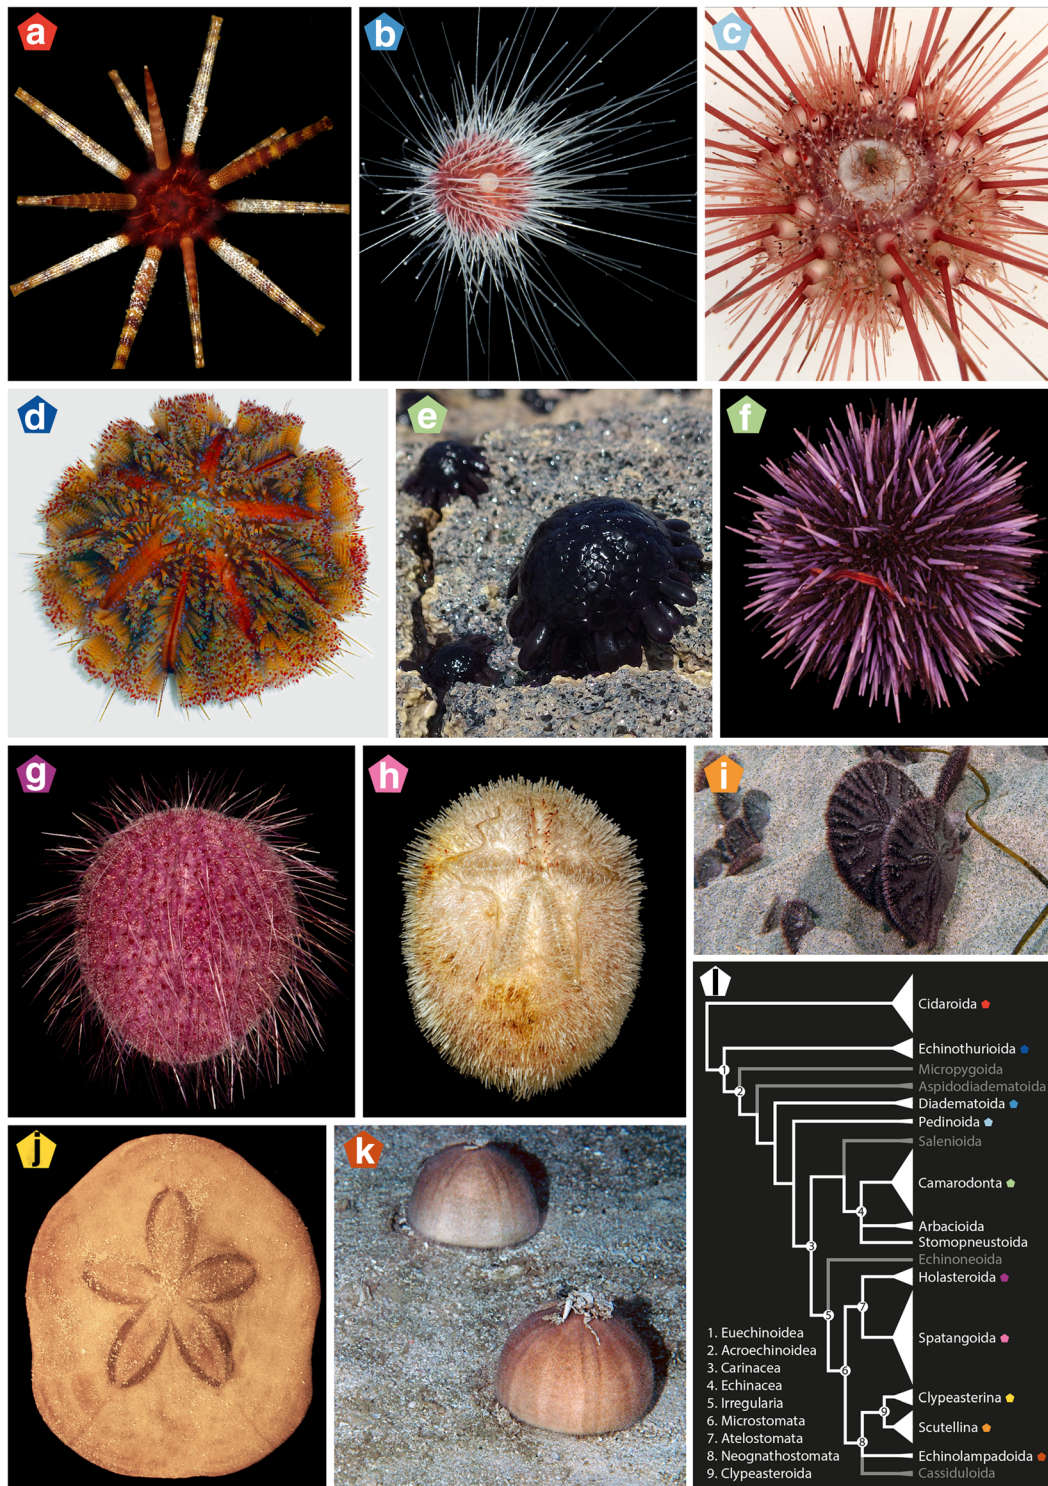 a
b
c
d
e
f
g
h
i
j
k
l
Cidaroida
Echinothurioida
Micropygoida
Aspidodiadematoida
Diadematoida
Pedinoida
Salenioida
Camarodonta
Arbacioida
Stomopneustoida
Echinoneoida
Holasteroida
Spatangoida
Clypeasterina
Scutellina
Echinolampadoida
Cassiduloida
1
2
3
4
5
6
7
8
9
1. Euechinoidea
2. Acroechinoidea
3. Carinacea
4. Echinacea
5. Irregularia
6. Microstomata
7. Atelostomata
8. Neognathostomata
9. Clypeasteroida